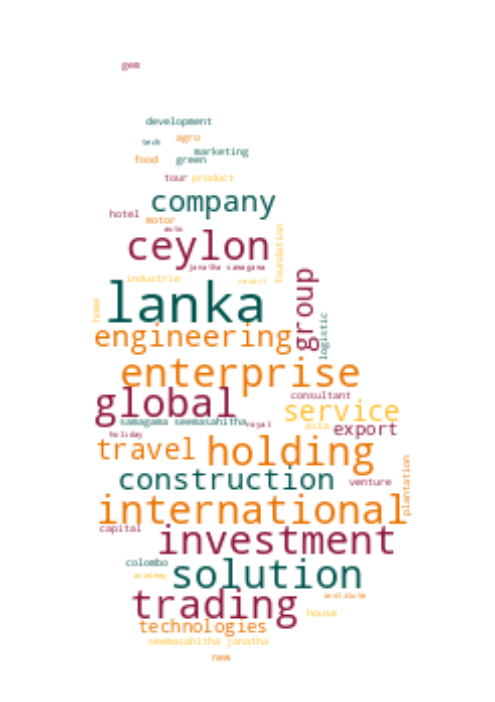 gem
development
tech agro
marketing
food green
tour product
company
hotel motor
auto
ceylon
janatha samagama
foundation
industrie resort
lanka
group
home
logistic
engineering
enterprise
consultant
global
service
samagama seemasahitha royal
asia export
holiday
travel holding
construction venture
plantation
international
capital
investment
colombo
academy
solution
institute
trading
house
technologies
seemasahitha janatha
new